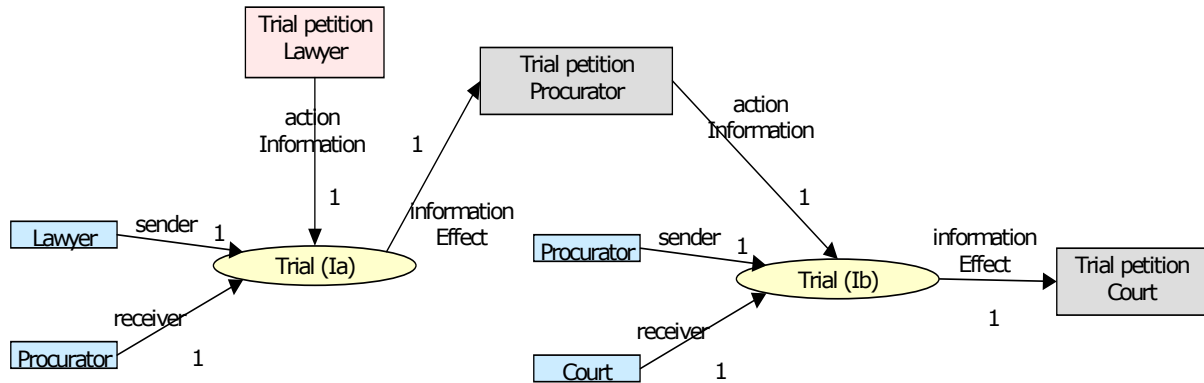 Trial petition
Lawyer
Trial petition
Procurator
action
Information
1
action
Information
1
1
1
Lawyer
sender
1
information
Effect
Trial (Ia)
Procurator
sender
1
information
Effect
Trial petition
Court
Trial (Ib)
receiver
1
Procurator
1
receiver
1
Court